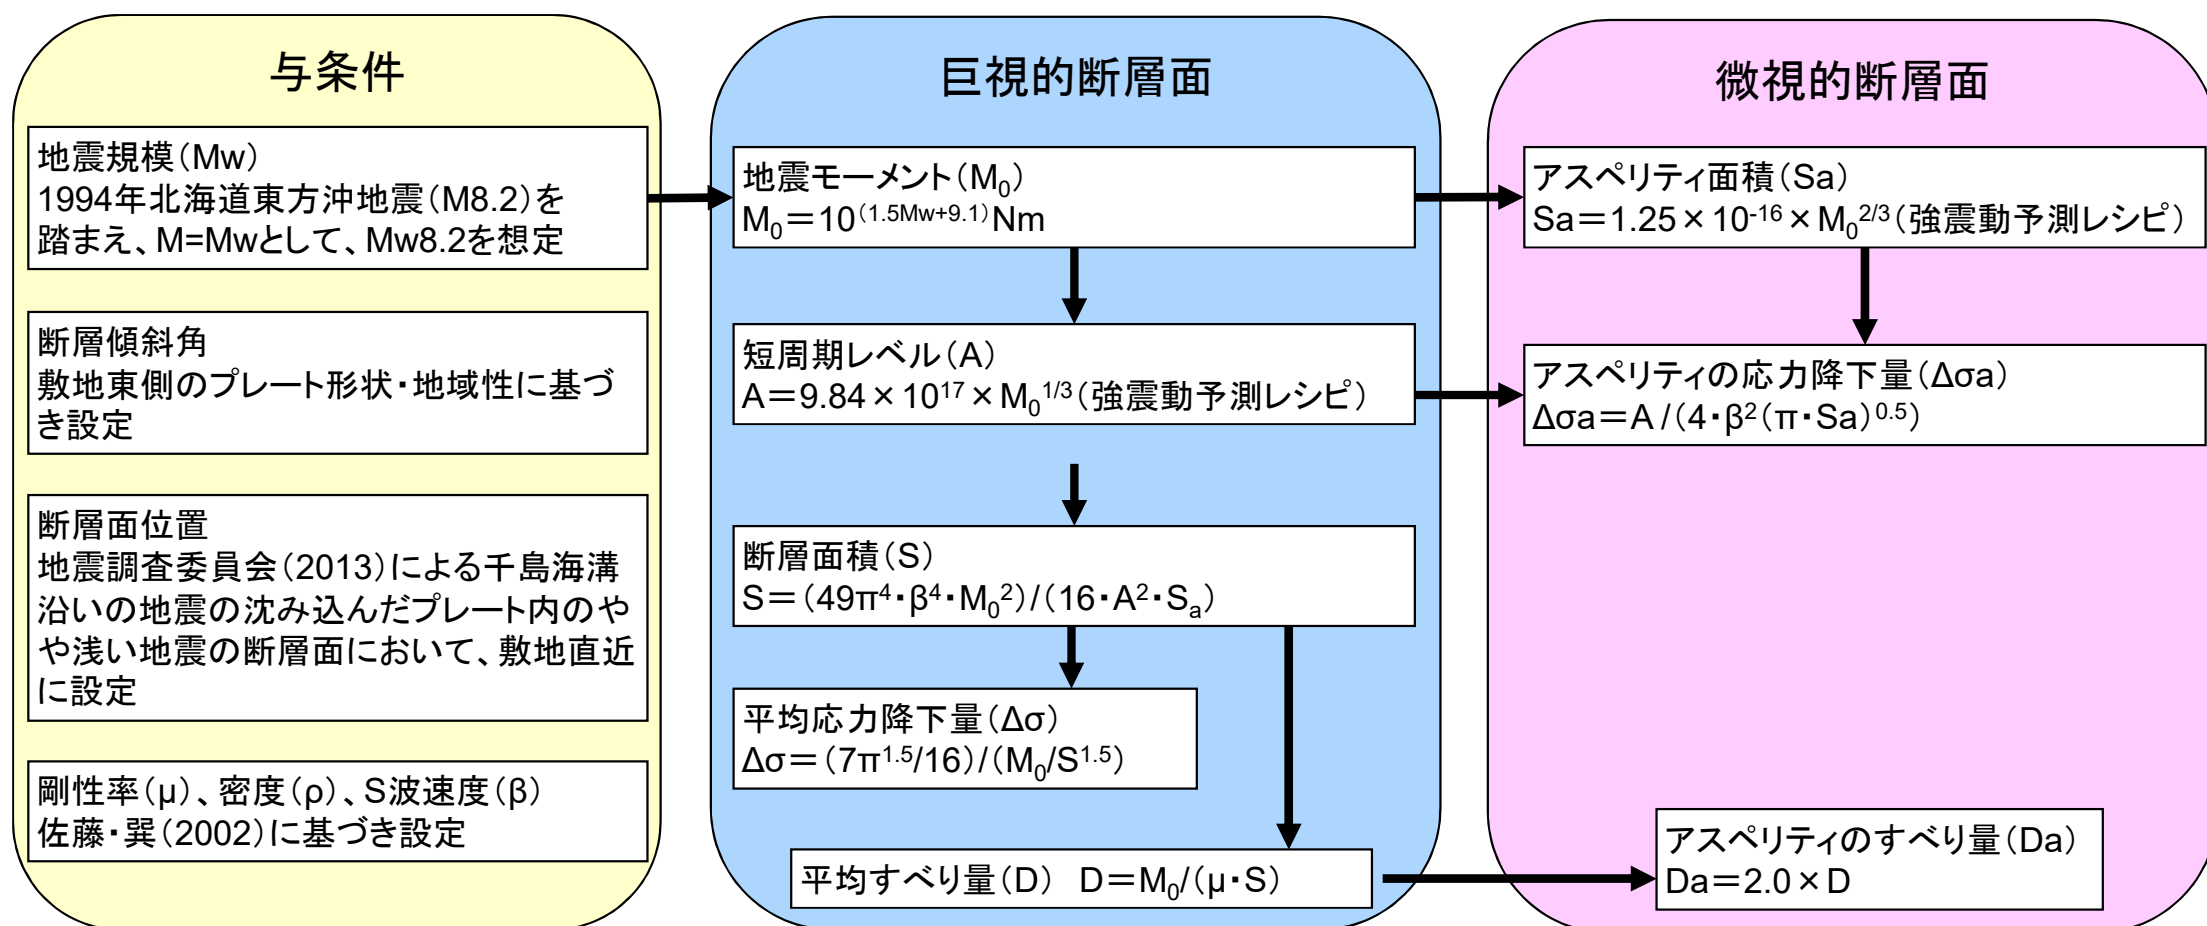 与条件
地震規模（Mw）
1994年北海道東方沖地震（M8.2）を
踏まえ、M=Mwとして、Mw8.2を想定
断層傾斜角
敷地東側のプレート形状・地域性に基づ
き設定
断層面位置
地震調査委員会（2013）による千島海溝
沿いの地震の沈み込んだプレート内のや
や浅い地震の断層面において、敷地直近
に設定
剛性率（μ）、密度（ρ）、S波速度（β）
佐藤・巽（2002）に基づき設定
巨視的断層面
地震モーメント（M₀）
M₀＝10⁽¹·⁵ᴹʷ⁺⁹·¹⁾Nm
短周期レベル（A）
A＝9.84×10¹⁷×M₀¹ᐟ³（強震動予測レシピ）
断層面積（S）
S＝（49π⁴・β⁴・M₀²）/（16・A²・Sₐ）
平均応力降下量（Δσ）
Δσ＝（7π¹·⁵/16）/（M₀/S¹·⁵）
平均すべり量（D）　D＝M₀/（μ・S）
微視的断層面
アスペリティ面積（Sa）
Sa＝1.25×10⁻¹⁶×M₀²ᐟ³（強震動予測レシピ）
アスペリティの応力降下量（Δσa）
Δσa＝A /（4・β²（π・Sa）⁰·⁵）
アスペリティのすべり量（Da）
Da＝2.0×D